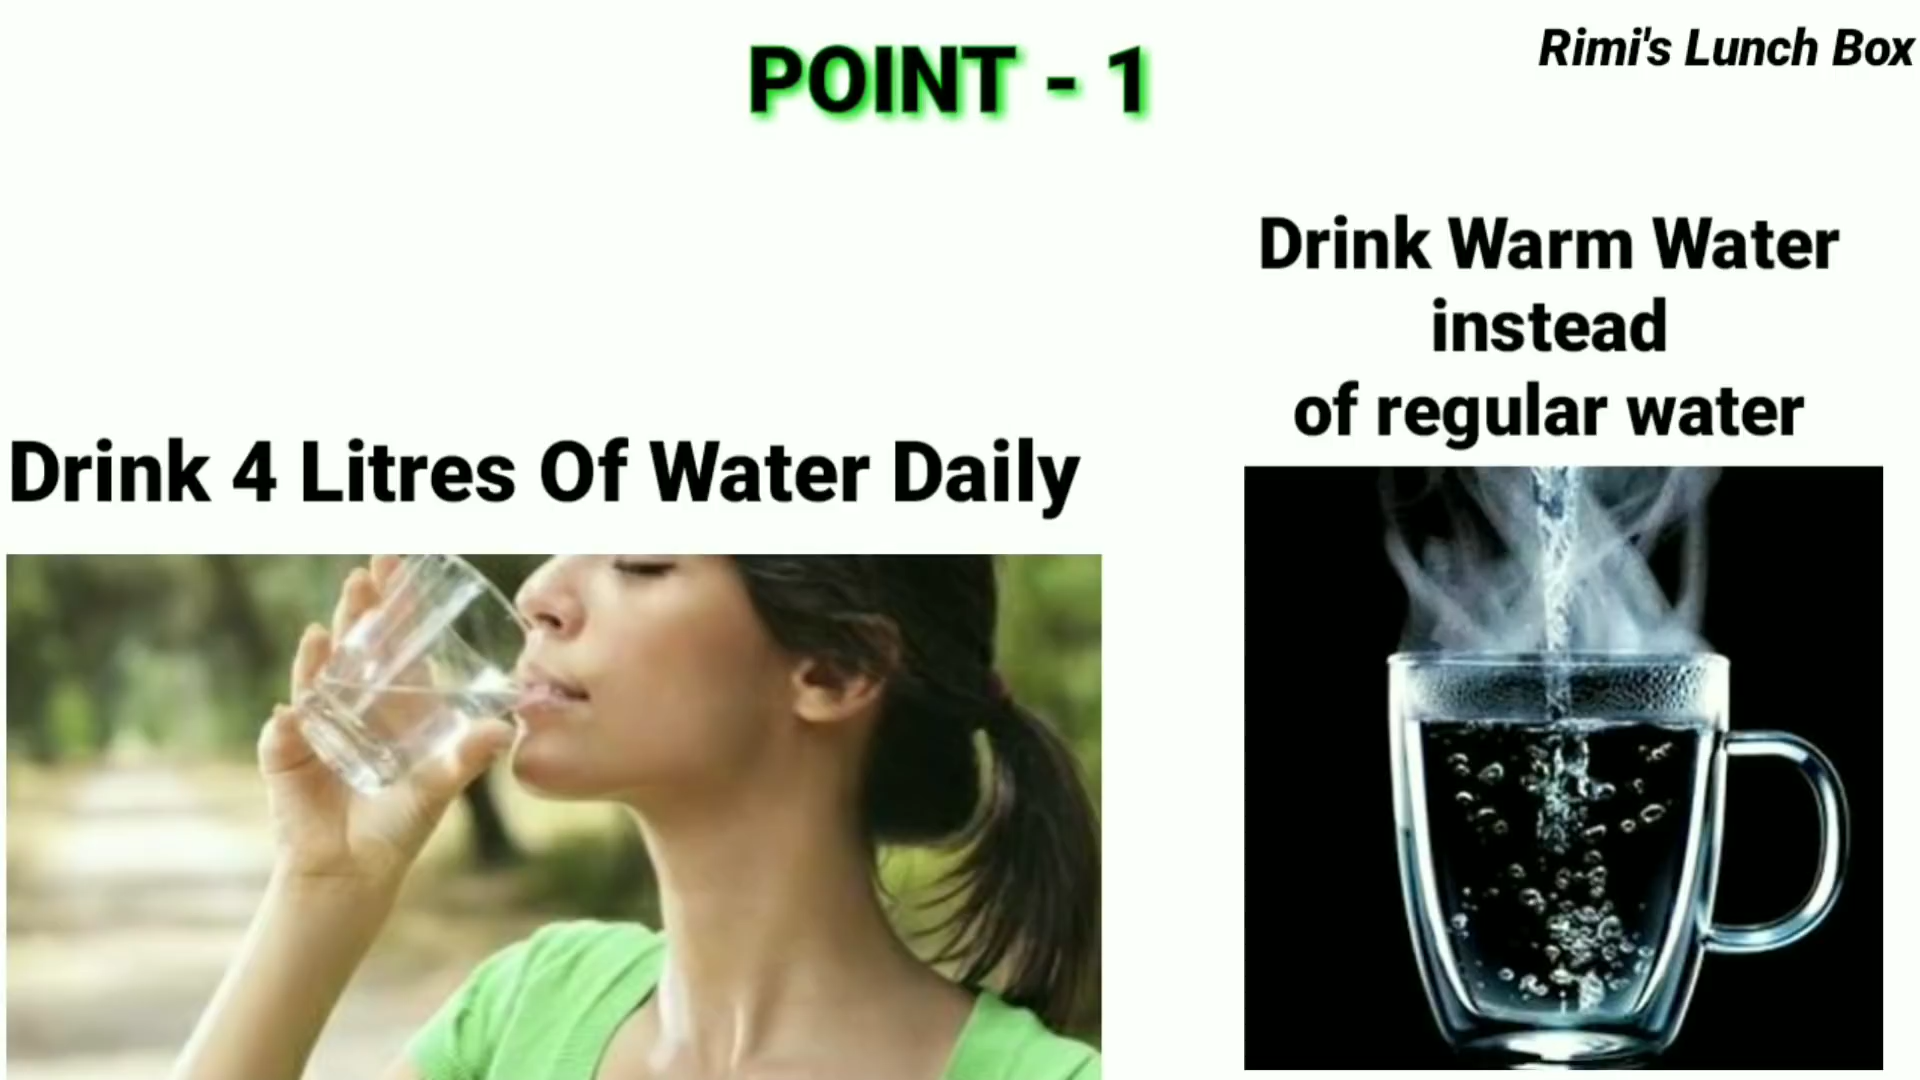 POINT - 1
Rimi's Lunch Box
Drink Warm Water
instead
of regular water
Drink 4 Litres Of Water Daily